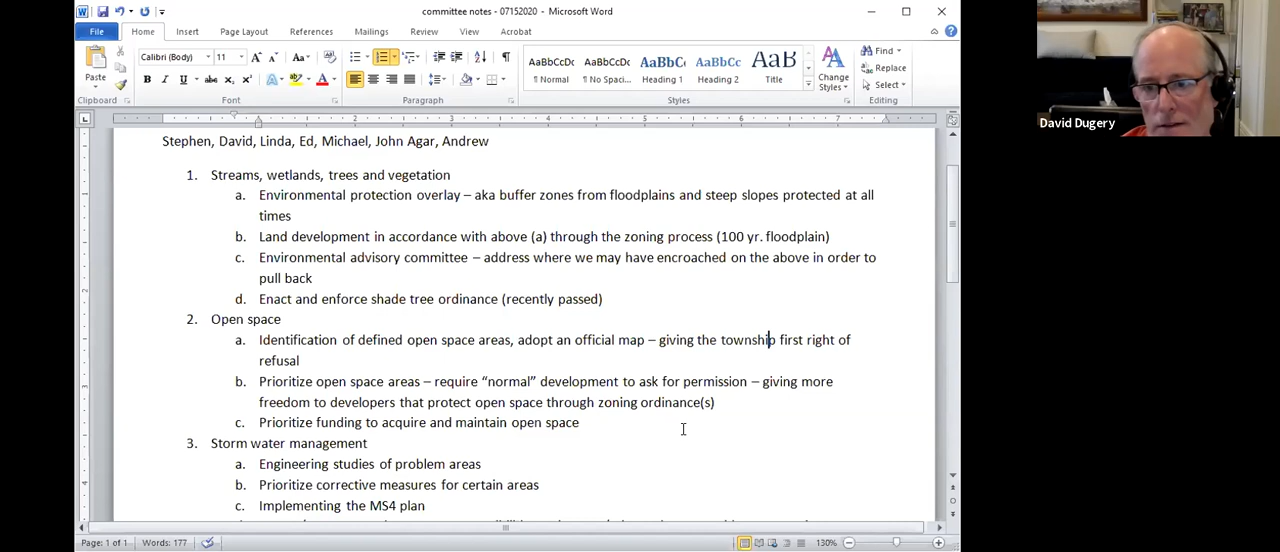 committee notes - 07152020 - Microsoft Word
File Home Insert Page Layout References Mailings Review View Acrobat
Calibri (Body) 11
Paste
Clipboard Font Paragraph Styles Editing
AaBbCcDc AaBbCcDc AaBbC AaBbCc AaB
¶ Normal ¶ No Spaci... Heading 1 Heading 2 Title
Change Styles
Find
Replace
Select
Stephen, David, Linda, Ed, Michael, John Agar, Andrew
1. Streams, wetlands, trees and vegetation
a. Environmental protection overlay – aka buffer zones from floodplains and steep slopes protected at all
times
b. Land development in accordance with above (a) through the zoning process (100 yr. floodplain)
c. Environmental advisory committee – address where we may have encroached on the above in order to
pull back
d. Enact and enforce shade tree ordinance (recently passed)
2. Open space
a. Identification of defined open space areas, adopt an official map – giving the township first right of
refusal
b. Prioritize open space areas – require “normal” development to ask for permission – giving more
freedom to developers that protect open space through zoning ordinance(s)
c. Prioritize funding to acquire and maintain open space
3. Storm water management
a. Engineering studies of problem areas
b. Prioritize corrective measures for certain areas
c. Implementing the MS4 plan
Page: 1 of 1 Words: 177 130%
David Dugery